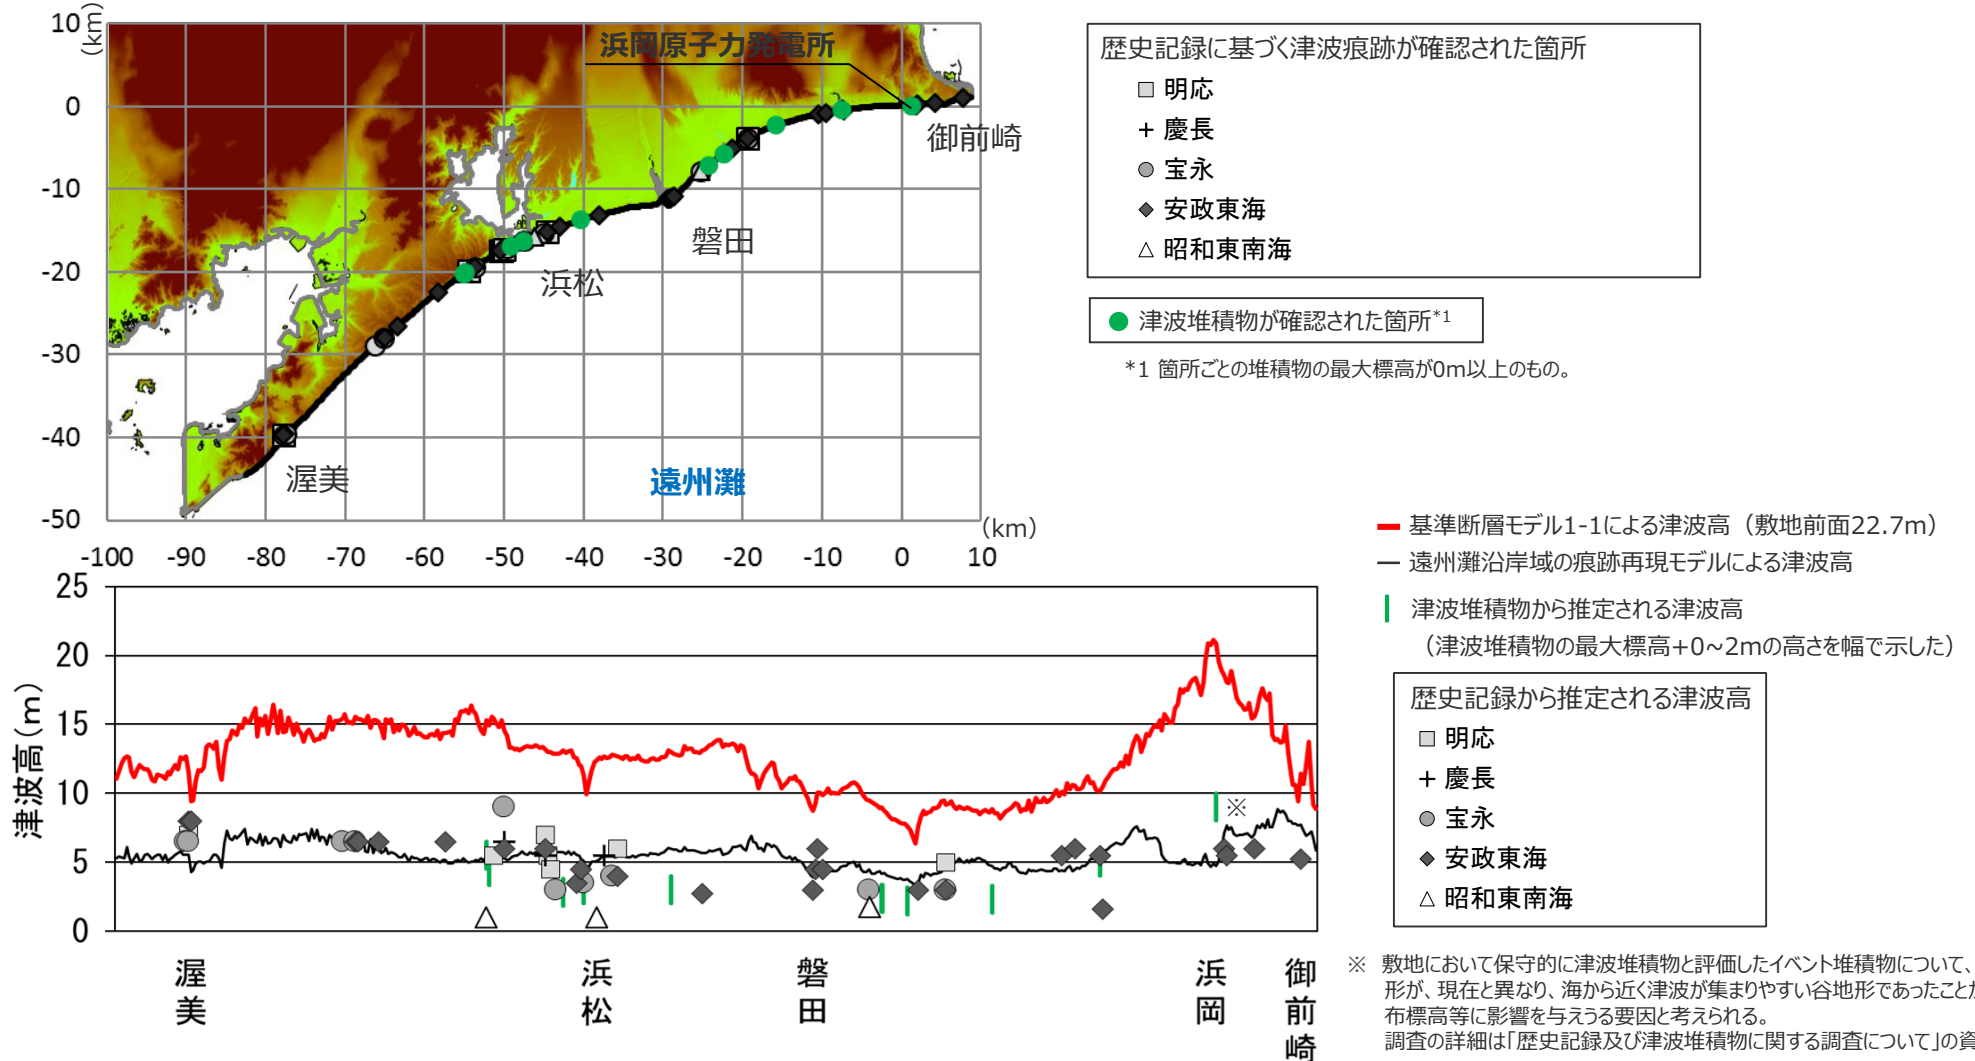 10
(km)
0
-10
-20
-30
-40
-50
-100 -90 -80 -70 -60 -50 -40 -30 -20 -10 0 10
(km)
浜岡原子力発電所
御前崎
磐田
浜松
渥美
遠州灘
歴史記録に基づく津波痕跡が確認された箇所
□ 明応
+ 慶長
○ 宝永
◆ 安政東海
△ 昭和東南海
● 津波堆積物が確認された箇所*1
*1 箇所ごとの堆積物の最大標高が0m以上のもの。
基準断層モデル1-1による津波高（敷地前面22.7m）
遠州灘沿岸域の痕跡再現モデルによる津波高
津波堆積物から推定される津波高
（津波堆積物の最大標高+0~2mの高さを幅で示した）
歴史記録から推定される津波高
□ 明応
+ 慶長
○ 宝永
◆ 安政東海
△ 昭和東南海
津波高(m)
25
20
15
10
5
0
※
渥美
浜松
磐田
浜岡
御前崎
※ 敷地において保守的に津波堆積物と評価したイベント堆積物について、
形が、現在と異なり、海から近く津波が集まりやすい谷地形であったことが
布標高等に影響を与えうる要因と考えられる。
調査の詳細は「歴史記録及び津波堆積物に関する調査について」の資